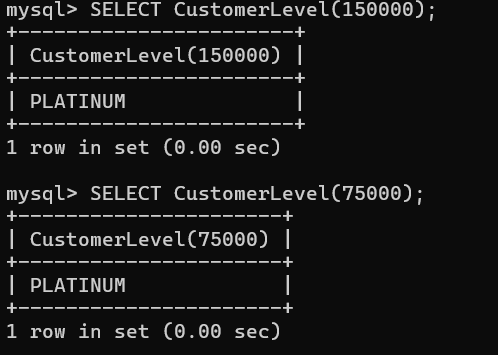 mysql> SELECT CustomerLevel(150000);
+-----------------------+
| CustomerLevel(150000) |
+-----------------------+
| PLATINUM              |
+-----------------------+
1 row in set (0.00 sec)

mysql> SELECT CustomerLevel(75000);
+----------------------+
| CustomerLevel(75000) |
+----------------------+
| PLATINUM             |
+----------------------+
1 row in set (0.00 sec)